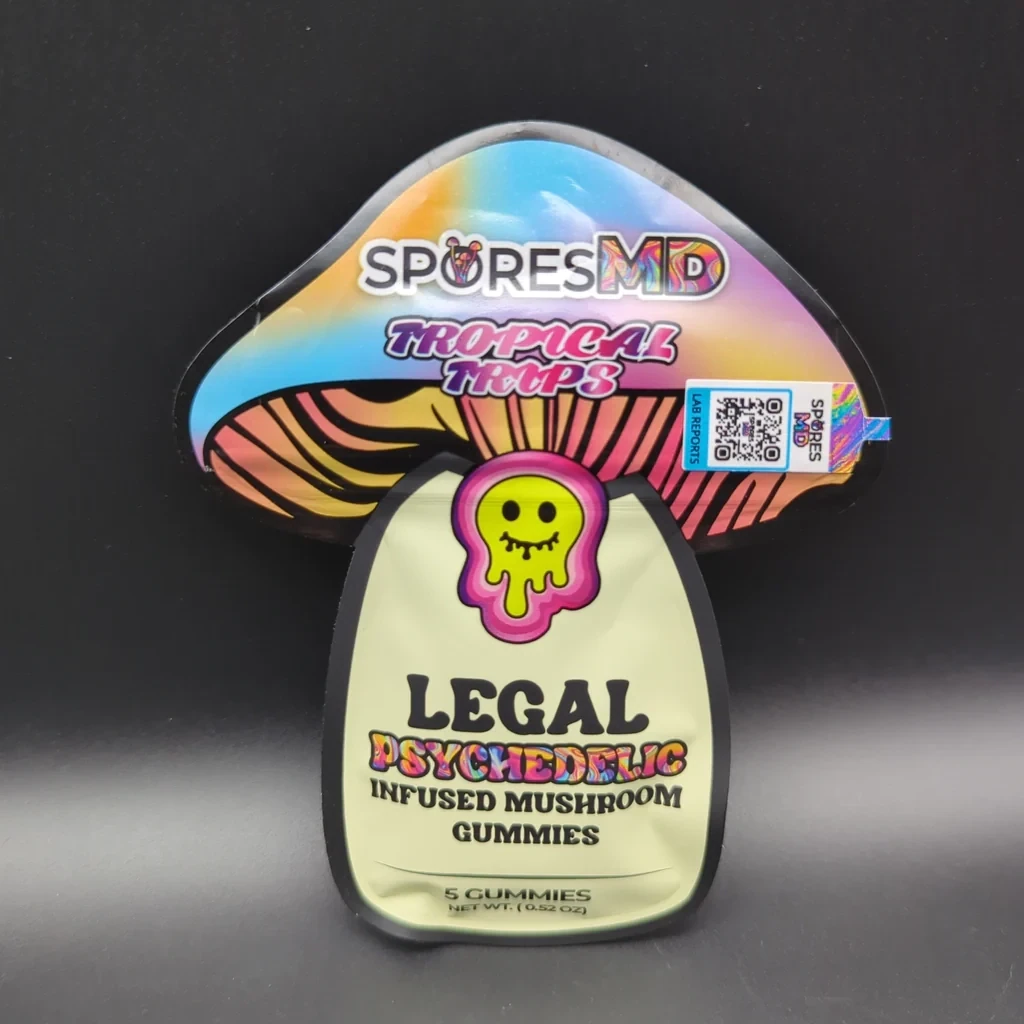 SPORESMD
TROPICAL
TRIPS
LAB REPORTS
SPORES
MD
LEGAL
PSYCHEDELIC
INFUSED MUSHROOM
GUMMIES
5 GUMMIES
NET WT. ( 0.52 OZ)